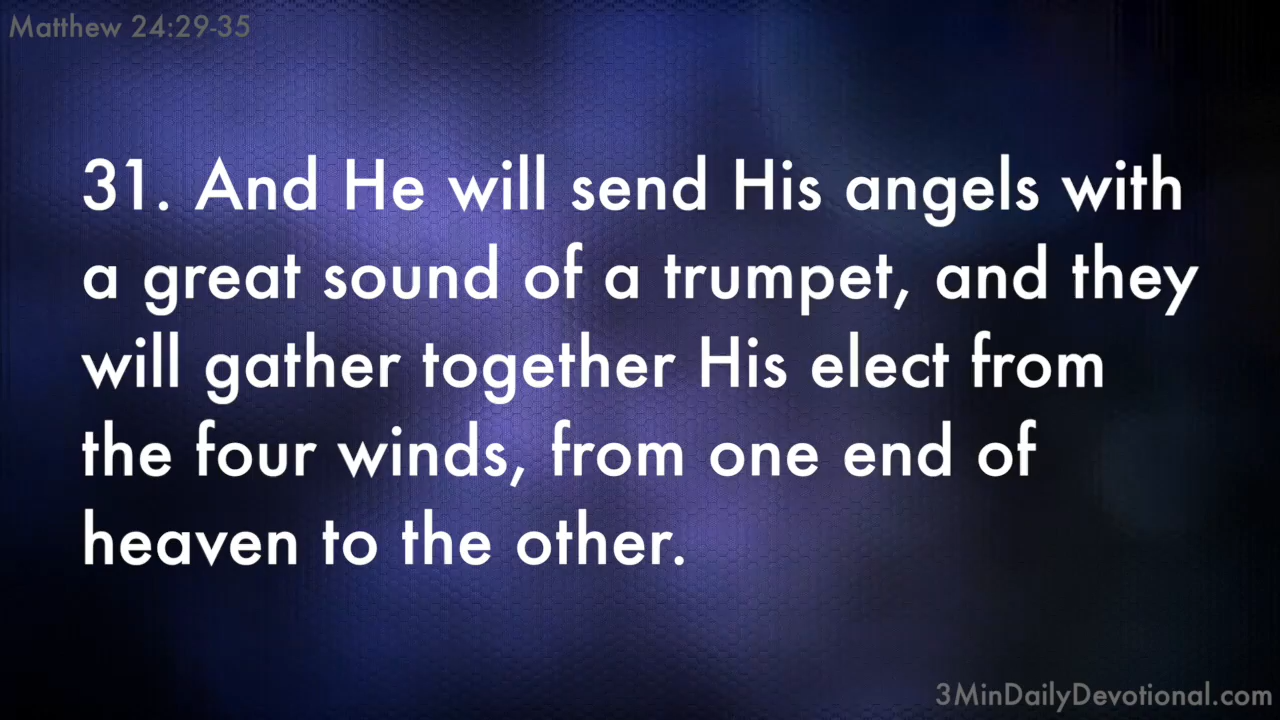 Matthew 24:29-35
31. And He will send His angels with
a great sound of a trumpet, and they
will gather together His elect from
the four winds, from one end of
heaven to the other.
3MinDailyDevotional.com